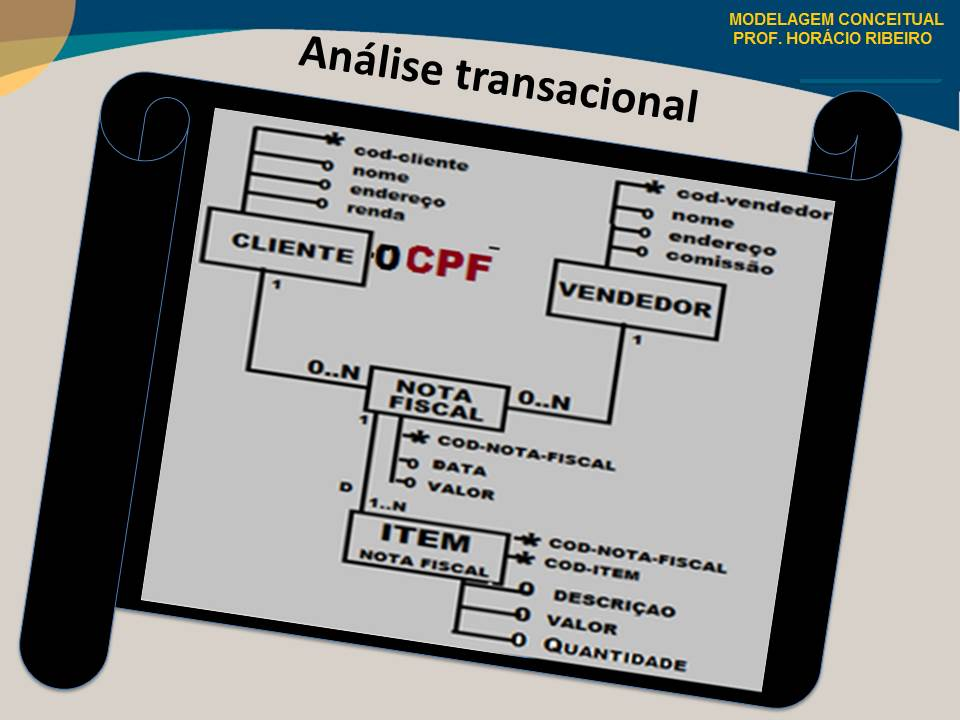 MODELAGEM CONCEITUAL
PROF. HORÁCIO RIBEIRO
Análise transacional
* cod-cliente
nome
endereço
renda
CLIENTE
0 CPF
* cod-vendedor
nome
endereço
comissão
VENDEDOR
1
1
0..N
NOTA
FISCAL
0..N
1
* COD-NOTA-FISCAL
DATA
VALOR
D
1..N
ITEM
NOTA FISCAL
* COD-NOTA-FISCAL
* COD-ITEM
DESCRIÇAO
VALOR
QUANTIDADE